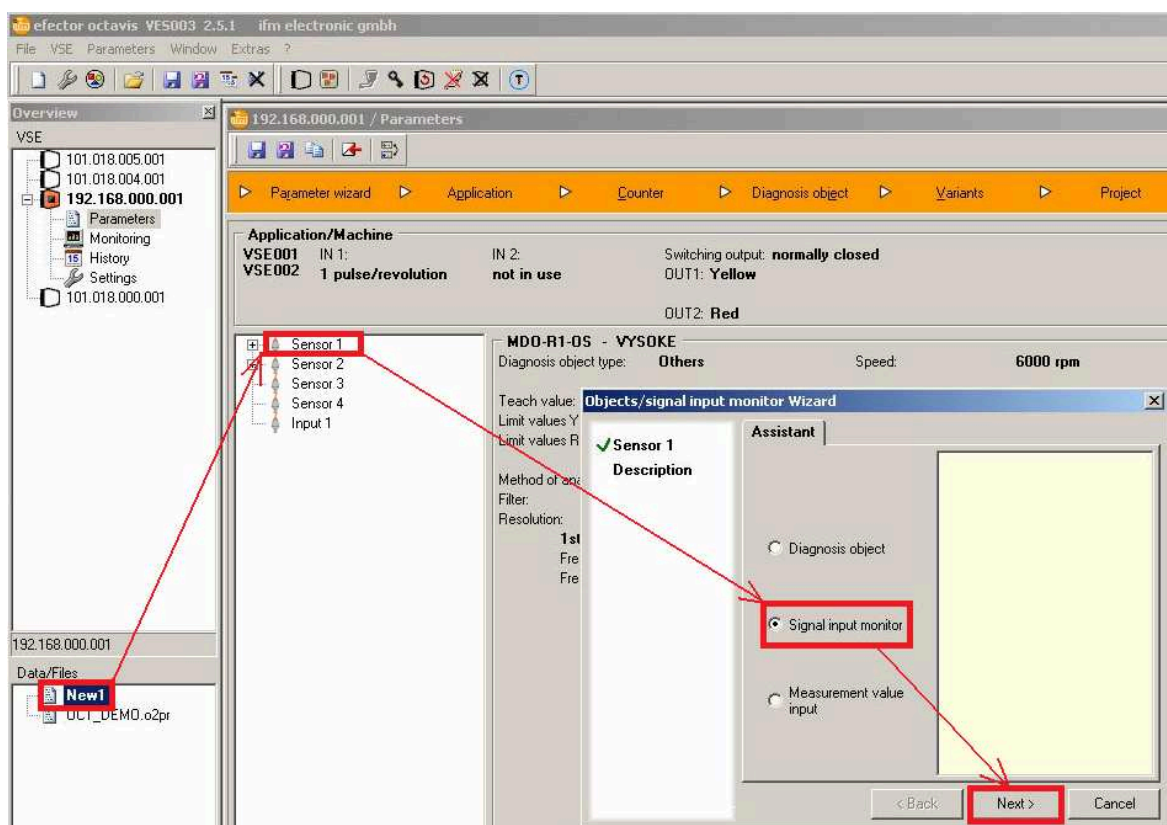 efector octavis VES003 2.5.1 ifm electronic gmbh
File VSE Parameters Window Extras ?
Overview
VSE
101.018.005.001
101.018.004.001
192.168.000.001
Parameters
Monitoring
History
Settings
101.018.000.001
192.168.000.001
Data/Files
New1
OCT_DEMO.o2pr
192.168.000.001 / Parameters
Parameter wizard Application Counter Diagnosis object Variants Project
Application/Machine
VSE001 IN 1: IN 2: Switching output: normally closed
VSE002 1 pulse/revolution not in use OUT1: Yellow
OUT2: Red
Sensor 1
Sensor 2
Sensor 3
Sensor 4
Input 1
MDO-R1-OS - VYSOKE
Diagnosis object type: Others Speed: 6000 rpm
Teach value:
Limit values Y
Limit values R
Method of ana
Filter:
Resolution:
1st
Fre
Fre
Objects/signal input monitor Wizard
Sensor 1
Description
Assistant
Diagnosis object
Signal input monitor
Measurement value
input
< Back Next > Cancel